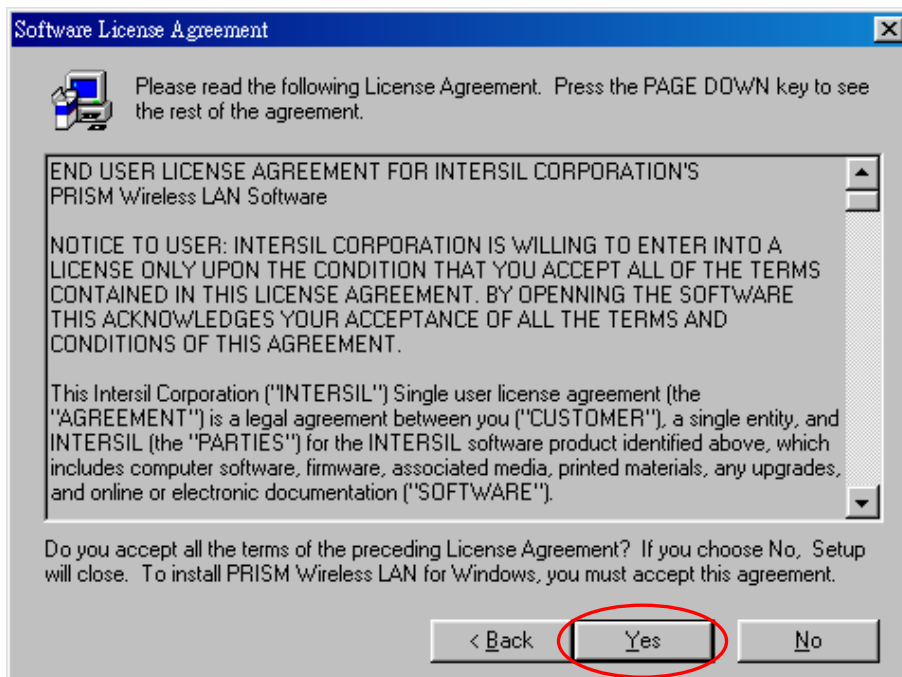 Software License Agreement
Please read the following License Agreement. Press the PAGE DOWN key to see
the rest of the agreement.
END USER LICENSE AGREEMENT FOR INTERSIL CORPORATION'S
PRISM Wireless LAN Software
NOTICE TO USER: INTERSIL CORPORATION IS WILLING TO ENTER INTO A
LICENSE ONLY UPON THE CONDITION THAT YOU ACCEPT ALL OF THE TERMS
CONTAINED IN THIS LICENSE AGREEMENT. BY OPENNING THE SOFTWARE
THIS ACKNOWLEDGES YOUR ACCEPTANCE OF ALL THE TERMS AND
CONDITIONS OF THIS AGREEMENT.
This Intersil Corporation ("INTERSIL") Single user license agreement (the
"AGREEMENT") is a legal agreement between you ("CUSTOMER"), a single entity, and
INTERSIL (the "PARTIES") for the INTERSIL software product identified above, which
includes computer software, firmware, associated media, printed materials, any upgrades,
and online or electronic documentation ("SOFTWARE").
Do you accept all the terms of the preceding License Agreement? If you choose No, Setup
will close. To install PRISM Wireless LAN for Windows, you must accept this agreement.
< Back Yes No